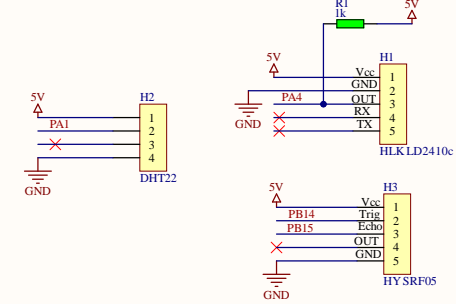 R1
1k
5V
H1
5V
Vcc 1
GND 2
PA4 OUT 3
RX 4
TX 5
GND
HLK LD2410c
5V
H2
1
PA1 2
3
4
GND
DHT22
5V
H3
Vcc 1
PB14 Trig 2
PB15 Echo 3
OUT 4
GND 5
HY SRF05
GND